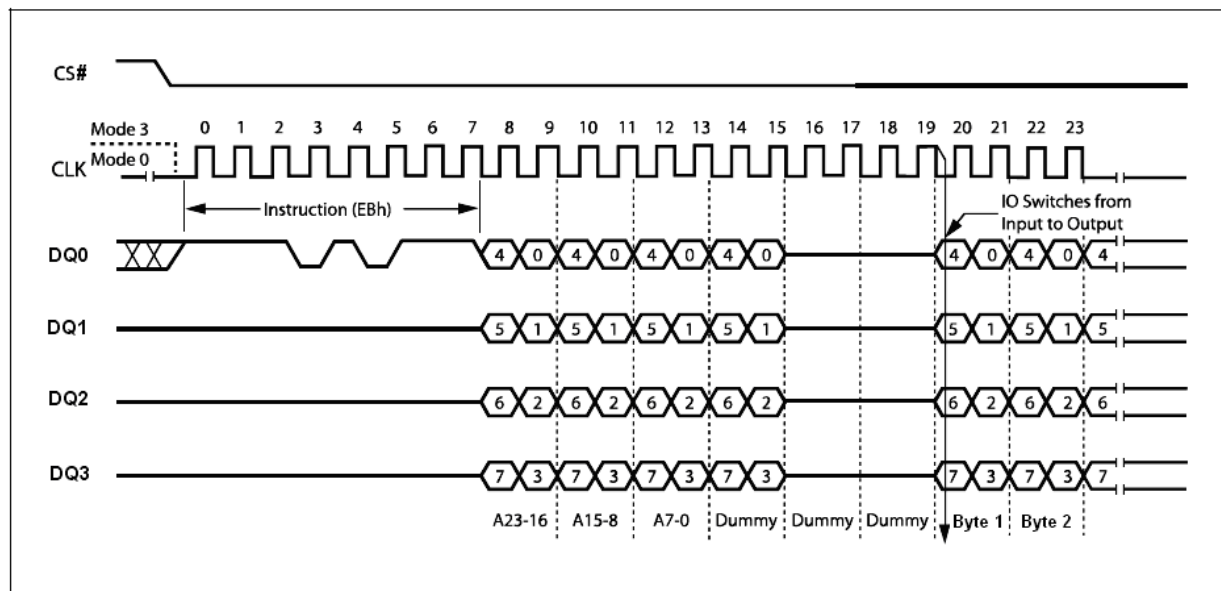 CS#
Mode 3
0 1 2 3 4 5 6 7 8 9 10 11 12 13 14 15 16 17 18 19 20 21 22 23
Mode 0
CLK
Instruction (EBh)
IO Switches from
Input to Output
DQ0 4 0 4 0 4 0 4 0 4 0 4 0 4
DQ1 5 1 5 1 5 1 5 1 5 1 5 1 5
DQ2 6 2 6 2 6 2 6 2 6 2 6 2 6
DQ3 7 3 7 3 7 3 7 3 7 3 7 3 7
A23-16 A15-8 A7-0 Dummy Dummy Dummy Byte 1 Byte 2